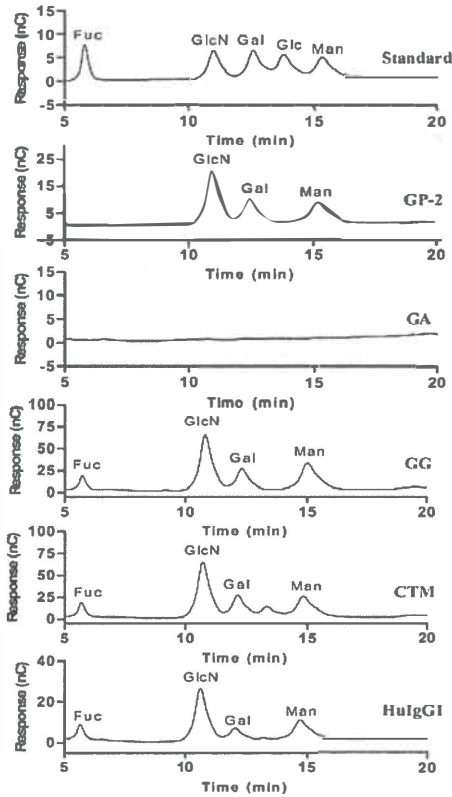 15
10
5
0
-5
Response (nC)
Fuc
GlcN
Gal
Glc
Man
Standard
5
10
15
20
Time (min)
25
15
5
-5
Response (nC)
GlcN
Gal
Man
GP-2
5
10
15
20
Time (min)
15
10
5
0
-5
Response (nC)
GA
5
10
15
20
Timo (min)
100
75
50
25
0
Response (nC)
Fuc
GlcN
Gal
Man
GG
5
10
15
20
Time (min)
100
75
50
25
0
Response (nC)
Fuc
GlcN
Gal
Man
CTM
5
10
15
20
Time (min)
40
20
0
Response (nC)
Fuc
GlcN
Gal
Man
HuIgG1
5
10
15
20
Time (min)